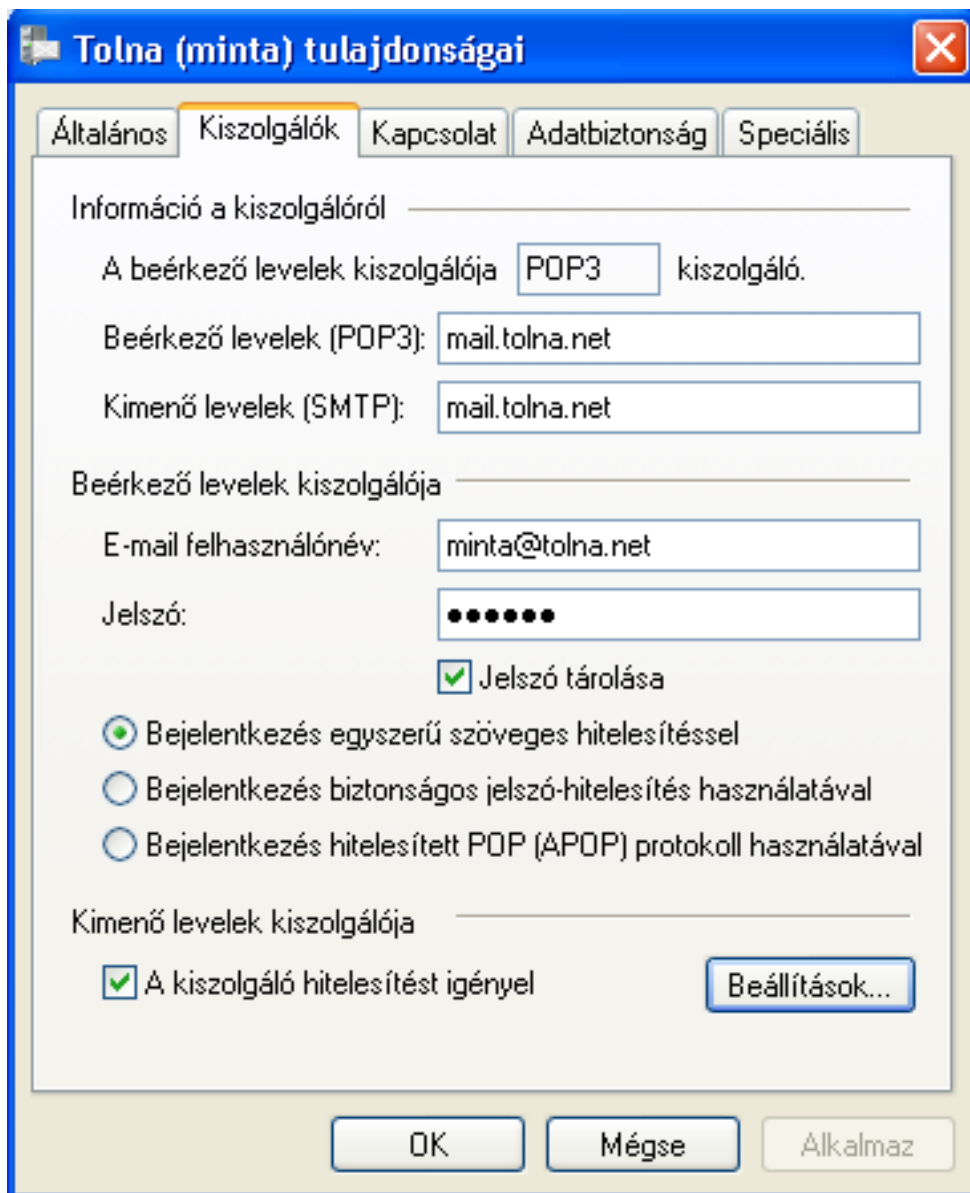 Tolna (minta) tulajdonságai
Általános Kiszolgálók Kapcsolat Adatbiztonság Speciális
Információ a kiszolgálóról
A beérkező levelek kiszolgálója POP3 kiszolgáló.
Beérkező levelek (POP3): mail.tolna.net
Kimenő levelek (SMTP): mail.tolna.net
Beérkező levelek kiszolgálója
E-mail felhasználónév: minta@tolna.net
Jelszó: ●●●●●●
Jelszó tárolása
Bejelentkezés egyszerű szöveges hitelesítéssel
Bejelentkezés biztonságos jelszó-hitelesítés használatával
Bejelentkezés hitelesített POP (APOP) protokoll használatával
Kimenő levelek kiszolgálója
A kiszolgáló hitelesítést igényel Beállítások...
OK Mégse Alkalmaz